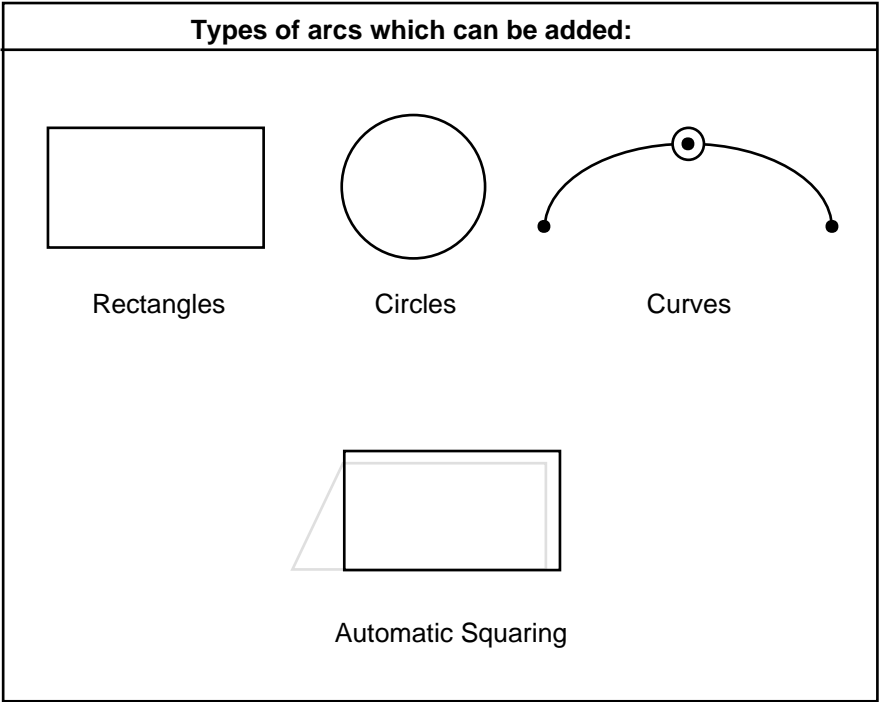 Types of arcs which can be added:
Rectangles
Circles
Curves
Automatic Squaring